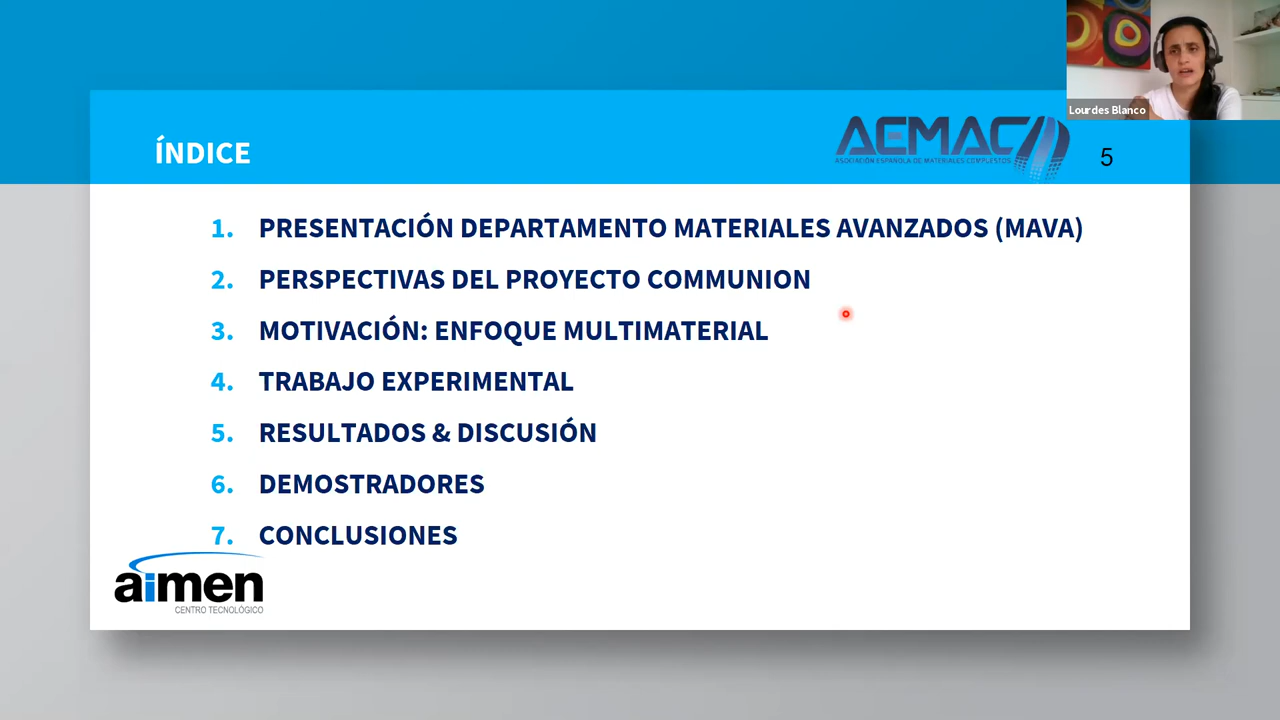 Lourdes Blanco
ÍNDICE
AEMAC
ASOCIACIÓN ESPAÑOLA DE MATERIALES COMPUESTOS
5
1. PRESENTACIÓN DEPARTAMENTO MATERIALES AVANZADOS (MAVA)
2. PERSPECTIVAS DEL PROYECTO COMMUNION
3. MOTIVACIÓN: ENFOQUE MULTIMATERIAL
4. TRABAJO EXPERIMENTAL
5. RESULTADOS & DISCUSIÓN
6. DEMOSTRADORES
7. CONCLUSIONES
aimen
CENTRO TECNOLÓGICO